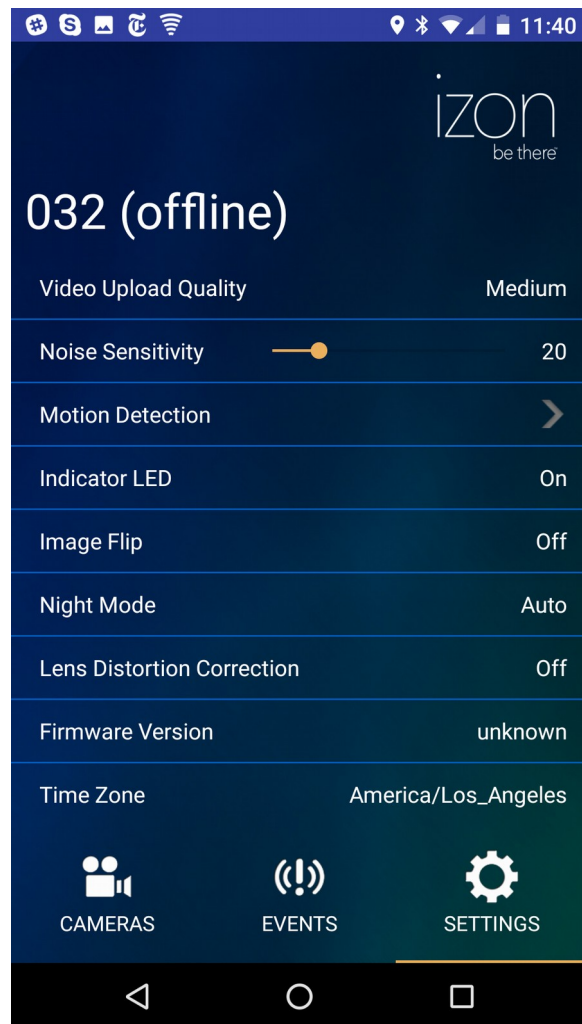 11:40
izon
be there
032 (offline)
Video Upload Quality Medium
Noise Sensitivity 20
Motion Detection
Indicator LED On
Image Flip Off
Night Mode Auto
Lens Distortion Correction Off
Firmware Version unknown
Time Zone America/Los_Angeles
CAMERAS EVENTS SETTINGS